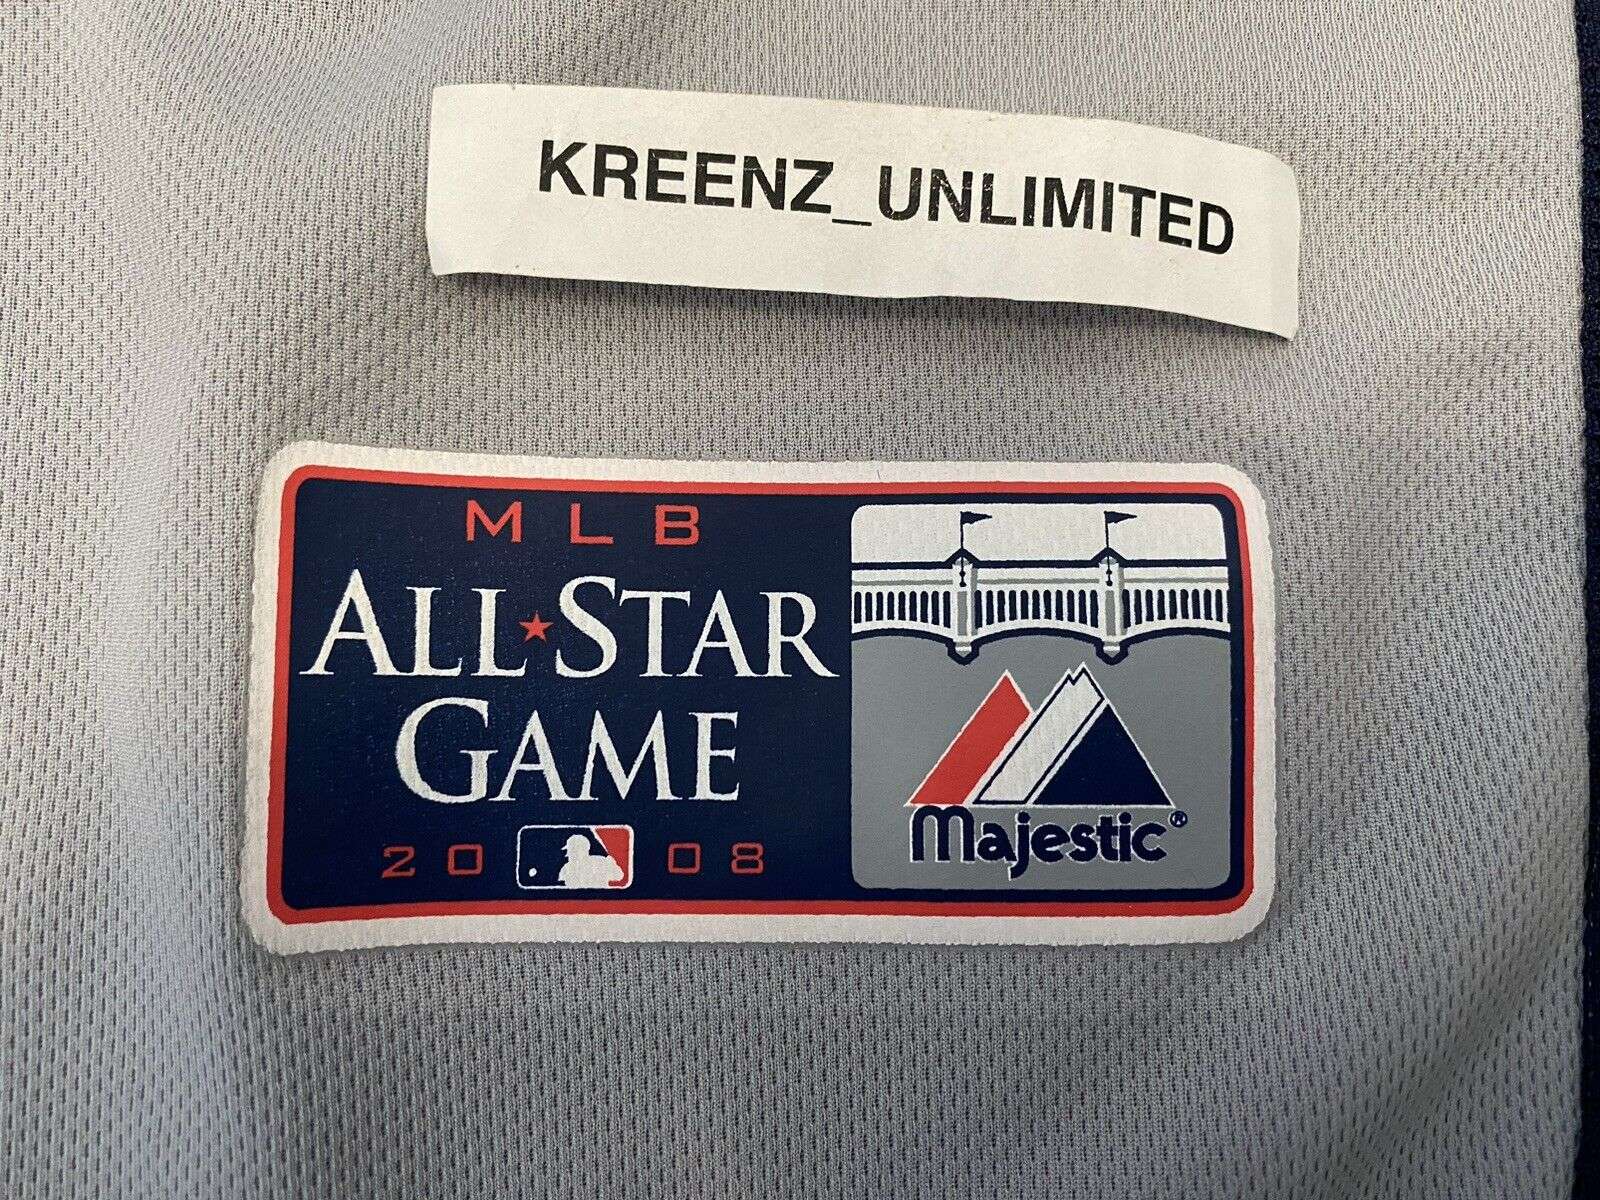 KREENZ_UNLIMITED
MLB
ALL★STAR
GAME
20 08
Majestic®